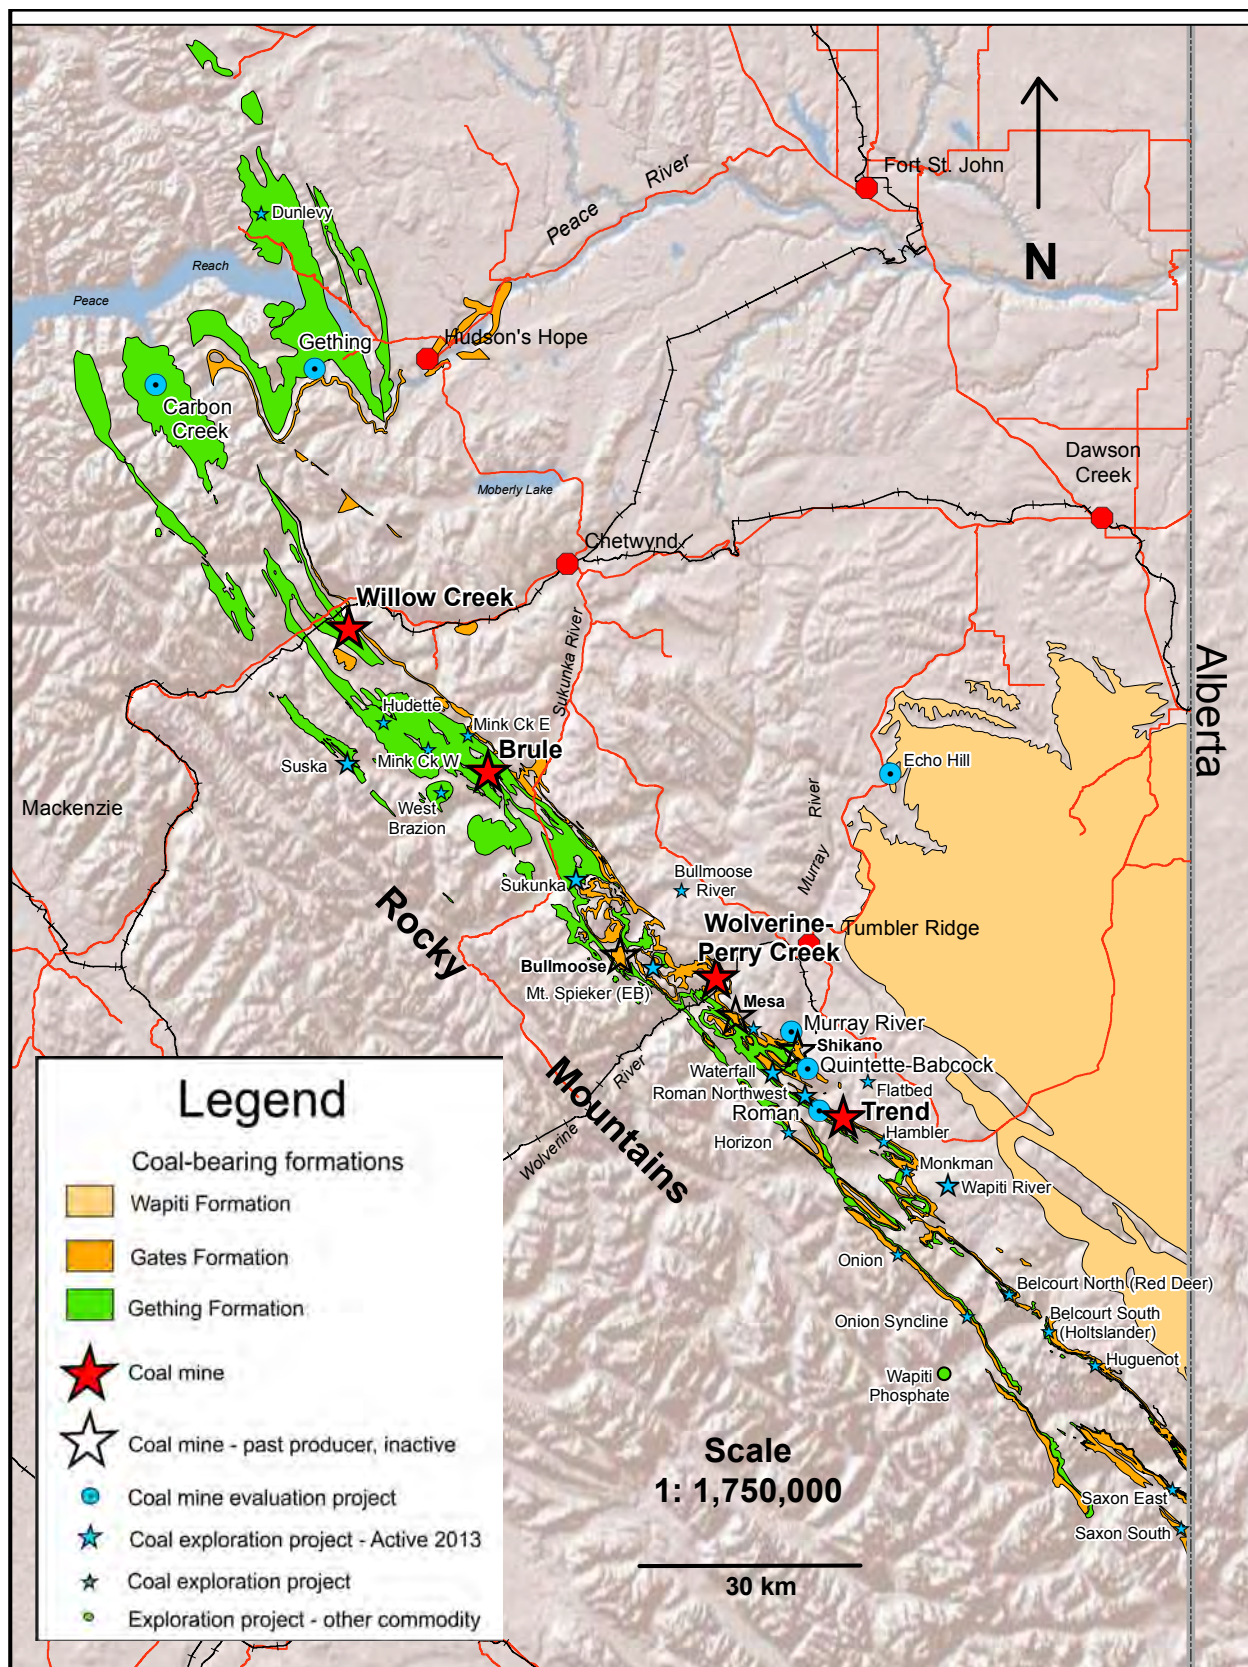 Fort St. John
Peace
River
N
Dunlevy
Peace
Reach
Gething
Hudson's Hope
Carbon
Creek
Dawson
Creek
Moberly Lake
Chetwynd
Willow Creek
Sukunka River
Alberta
Hudette
Mink Ck E
Brule
Suska
Mink Ck W
Echo Hill
Mackenzie
West
Brazion
Murray
River
Sukunka
Bullmoose
River
Rocky
Mountains
Wolverine-
Perry Creek
Tumbler Ridge
Bullmoose
Mt. Spieker (EB)
Mesa
Murray River
Shikano
Quintette-Babcock
Waterfall
Roman Northwest
Flatbed
Roman
Trend
Horizon
Hambler
Wolverine
River
Monkman
Wapiti River
Onion
Belcourt North (Red Deer)
Onion Syncline
Belcourt South
(Holtslander)
Huguenot
Wapiti
Phosphate
Saxon East
Saxon South
Scale
1: 1,750,000
30 km
Legend
Coal-bearing formations
Wapiti Formation
Gates Formation
Gething Formation
Coal mine
Coal mine - past producer, inactive
Coal mine evaluation project
Coal exploration project - Active 2013
Coal exploration project
Exploration project - other commodity